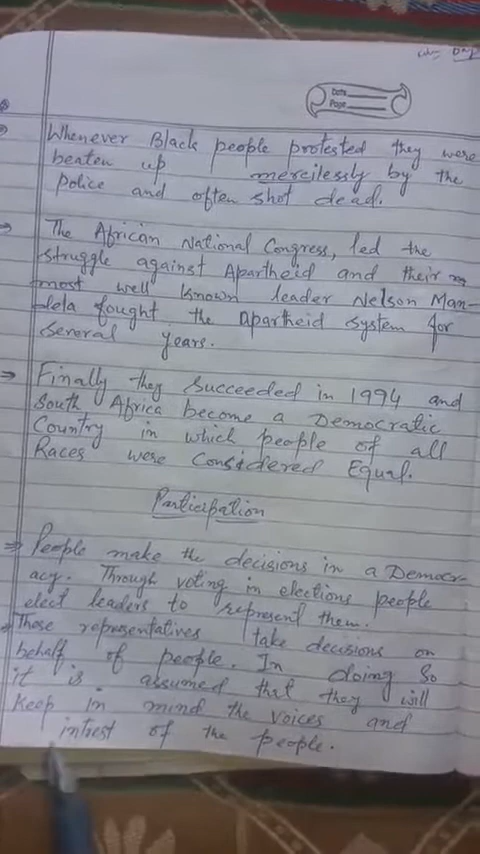 Date
Page
Whenever Black people protested they were
beaten up mercilessly by the
police and often shot dead.
→ The African National Congress, led the
struggle against Apartheid and their
most well known leader Nelson Man-
dela fought the apartheid system for
several years.
⇒ Finally they succeeded in 1994 and
South Africa become a Democratic
Country in which people of all
Races were Considered Equal.
Participation
⇒ People make the decisions in a Democr-
acy. Through voting in elections people
elect leaders to represent them.
→ These representatives take decisions on
behalf of people. In doing so
it is assumed that they will
Keep in mind the voices and
intrest of the people.